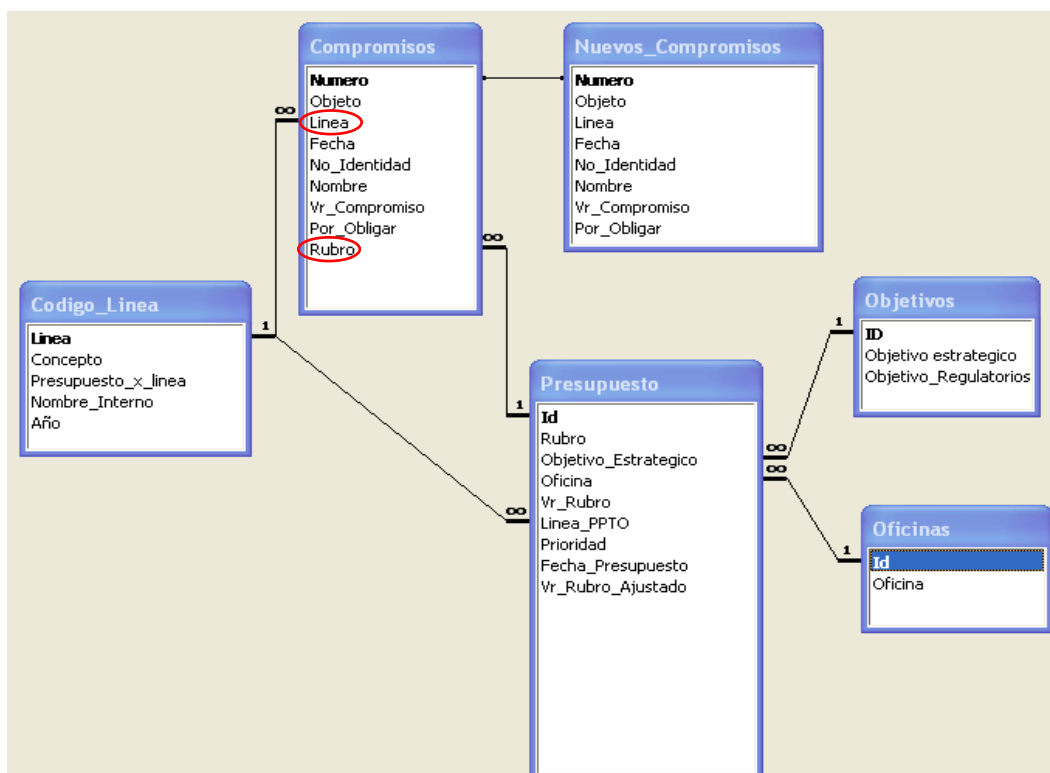 Compromisos
Numero
Objeto
Linea
Fecha
No_Identidad
Nombre
Vr_Compromiso
Por_Obligar
Rubro
Nuevos_Compromisos
Numero
Objeto
Linea
Fecha
No_Identidad
Nombre
Vr_Compromiso
Por_Obligar
∞
∞
Codigo_Linea
Linea
Concepto
Presupuesto_x_linea
Nombre_Interno
Año
1
Presupuesto
Id
Rubro
Objetivo_Estrategico
Oficina
Vr_Rubro
Linea_PPTO
Prioridad
Fecha_Presupuesto
Vr_Rubro_Ajustado
1
∞
∞
∞
Objetivos
ID
Objetivo estrategico
Objetivo_Regulatorios
1
Oficinas
Id
Oficina
1